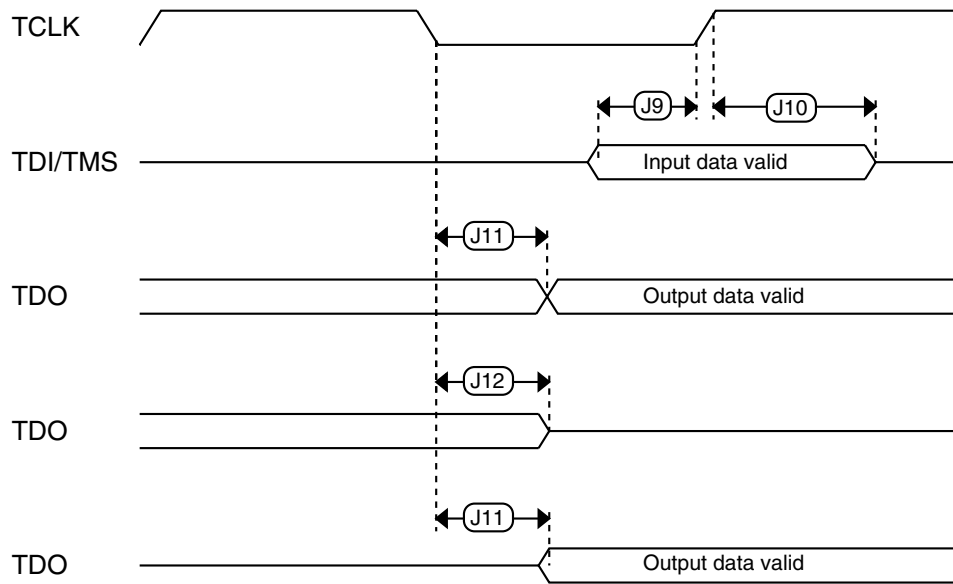 TCLK
J9
J10
TDI/TMS
Input data valid
J11
TDO
Output data valid
J12
TDO
J11
TDO
Output data valid